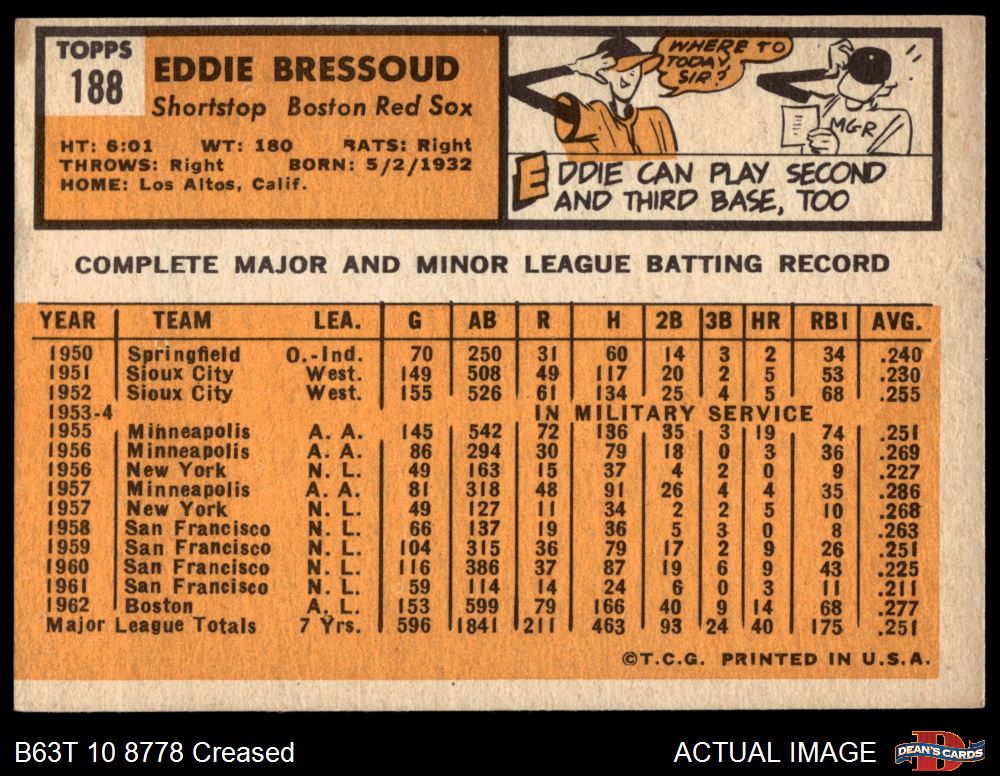 TOPPS
188
EDDIE BRESSOUD
Shortstop Boston Red Sox
HT: 6:01 WT: 180 BATS: Right
THROWS: Right BORN: 5/2/1932
HOME: Los Altos, Calif.
WHERE TO
TODAY,
SIR?
MGR
EDDIE CAN PLAY SECOND
AND THIRD BASE, TOO
COMPLETE MAJOR AND MINOR LEAGUE BATTING RECORD
YEAR TEAM LEA. G AB R H 2B 3B HR RBI AVG.
1950 Springfield O.-Ind. 70 250 31 60 14 3 2 34 .240
1951 Sioux City West. 149 508 49 117 20 2 5 53 .230
1952 Sioux City West. 155 526 61 134 25 4 5 68 .255
1953-4 IN MILITARY SERVICE
1955 Minneapolis A. A. 145 542 72 136 35 3 19 74 .251
1956 Minneapolis A. A. 86 294 30 79 18 0 3 36 .269
1956 New York N. L. 49 163 15 37 4 2 0 9 .227
1957 Minneapolis A. A. 81 318 48 91 26 4 4 35 .286
1957 New York N. L. 49 127 11 34 2 2 5 10 .268
1958 San Francisco N. L. 66 137 19 36 5 3 0 8 .263
1959 San Francisco N. L. 104 315 36 79 17 2 9 26 .251
1960 San Francisco N. L. 116 386 37 87 19 6 9 43 .225
1961 San Francisco N. L. 59 114 14 24 6 0 3 11 .211
1962 Boston A. L. 153 599 79 166 40 9 14 68 .277
Major League Totals 7 Yrs. 596 1841 211 463 93 24 40 175 .251
©T.C.G. PRINTED IN U.S.A.
B63T 10 8778 Creased
ACTUAL IMAGE
DEAN'S CARDS